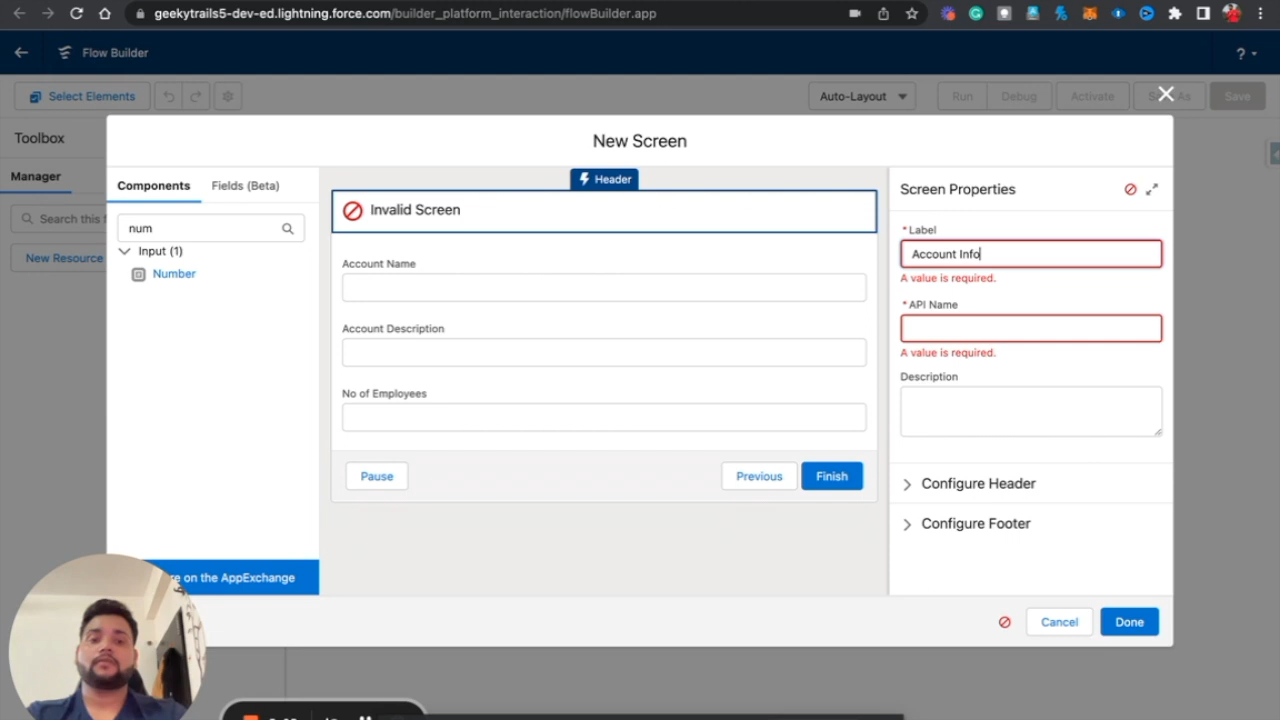 geekytrails5-dev-ed.lightning.force.com/builder_platform_interaction/flowBuilder.app
Flow Builder
?
Select Elements
Auto-Layout
Run
Debug
Activate
As
Save
Toolbox
New Screen
Manager
Components
Fields (Beta)
Header
Screen Properties
Search this
num
Invalid Screen
* Label
Account Info
Input (1)
New Resource
Number
Account Name
A value is required.
* API Name
Account Description
A value is required.
Description
No of Employees
Pause
Previous
Finish
Configure Header
Configure Footer
on the AppExchange
Cancel
Done